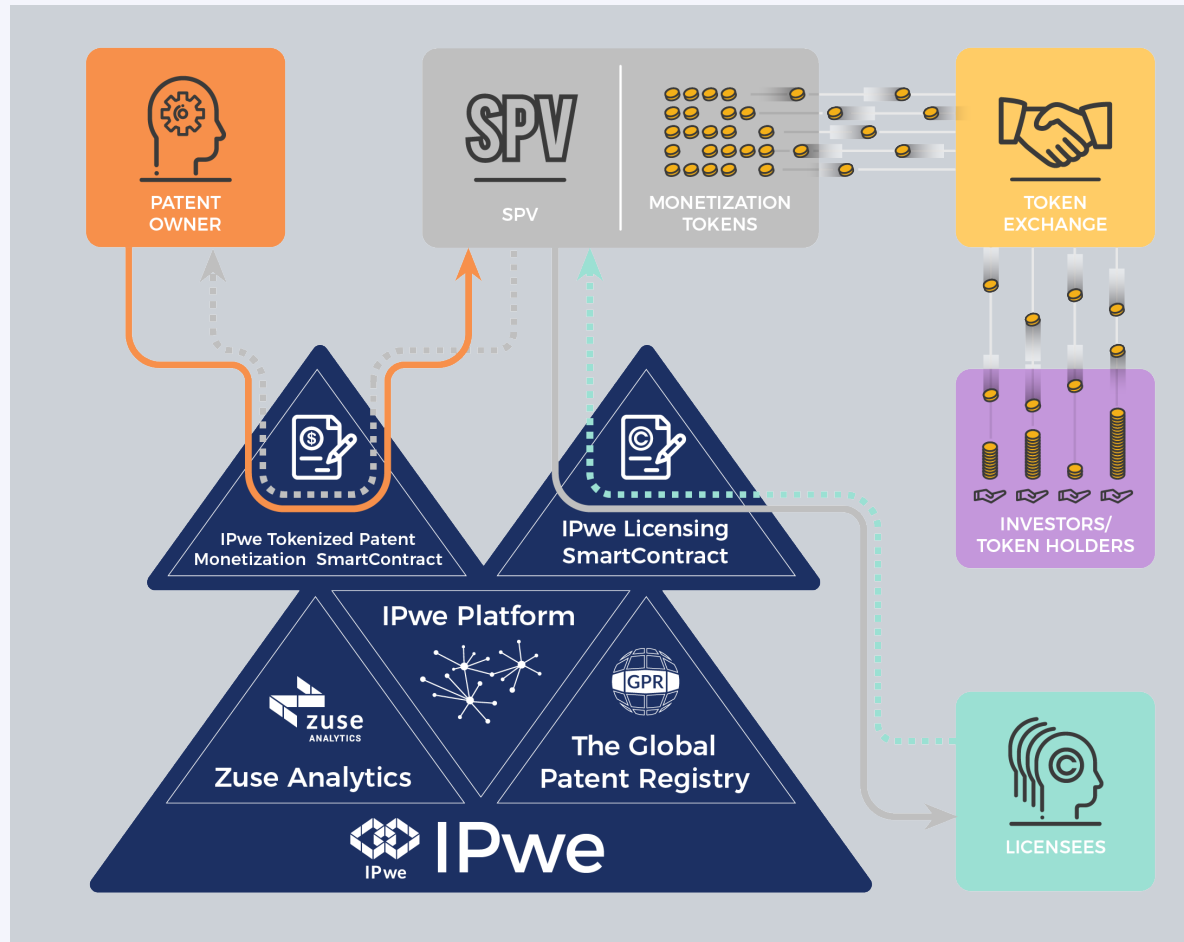 SPV
PATENT
OWNER
SPV
MONETIZATION
TOKENS
TOKEN
EXCHANGE
$
©
IPwe Tokenized Patent
Monetization SmartContract
IPwe Licensing
SmartContract
INVESTORS/
TOKEN HOLDERS
IPwe Platform
GPR
zuse
ANALYTICS
Zuse Analytics
The Global
Patent Registry
©
IPwe
IPwe
LICENSEES